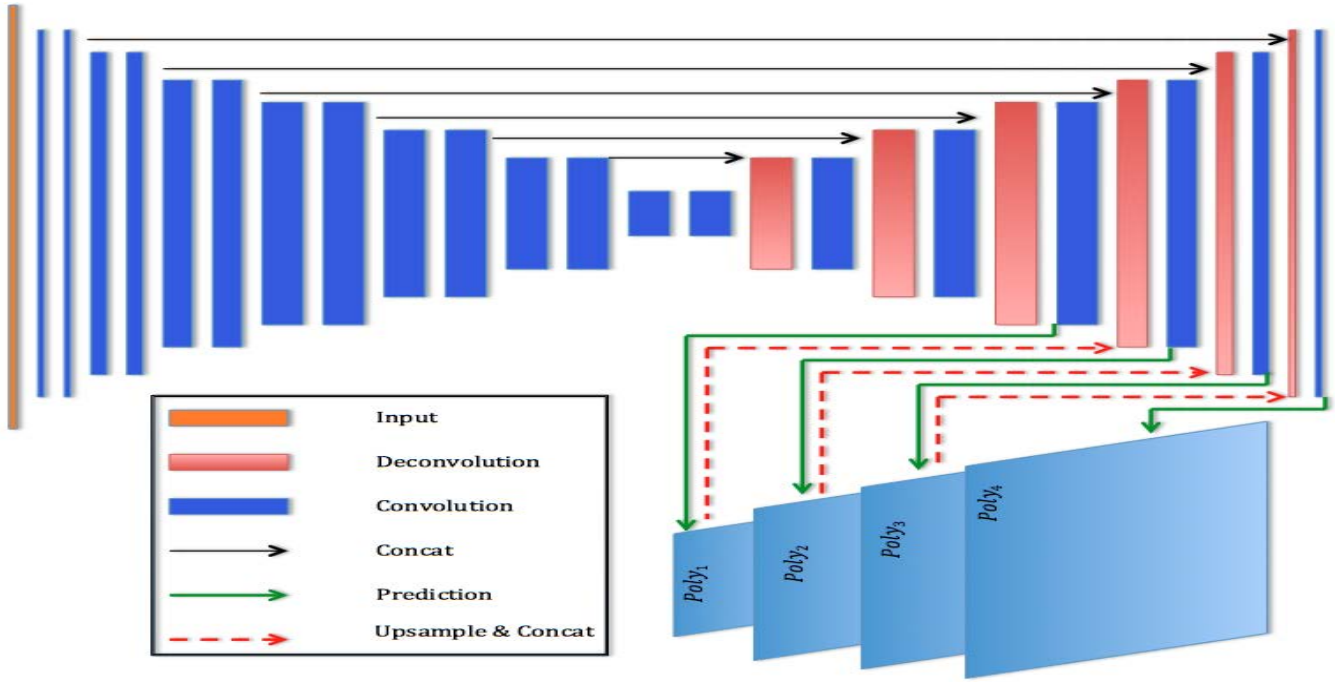 Input
Deconvolution
Convolution
Concat
Prediction
Upsample & Concat
Poly₁
Poly₂
Poly₃
Poly₄